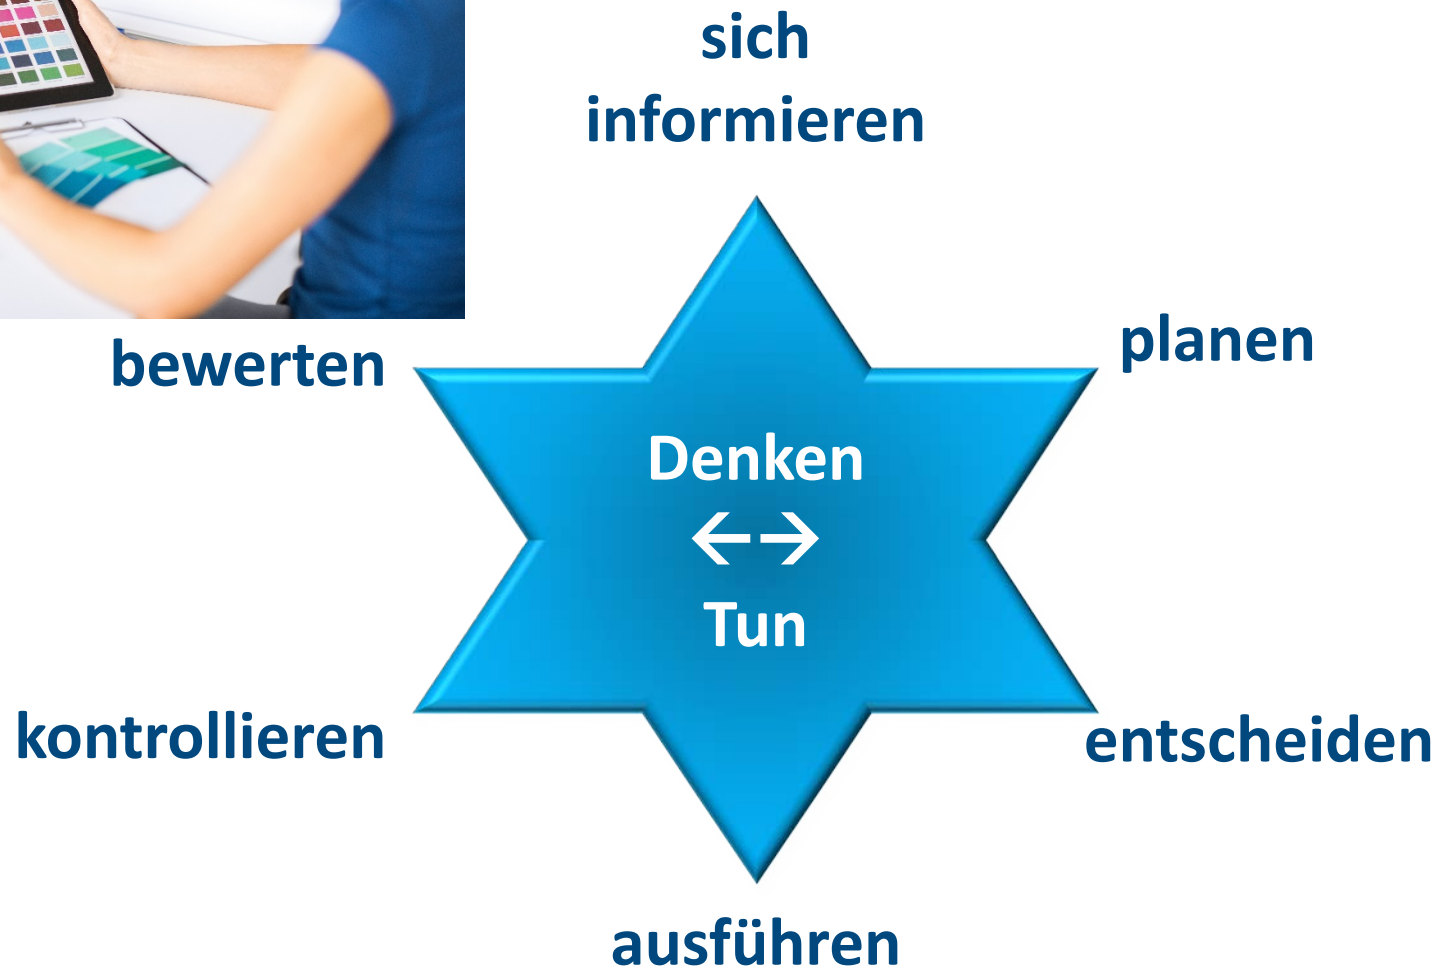 sich
informieren
planen
bewerten
Denken
←→
Tun
kontrollieren
entscheiden
ausführen